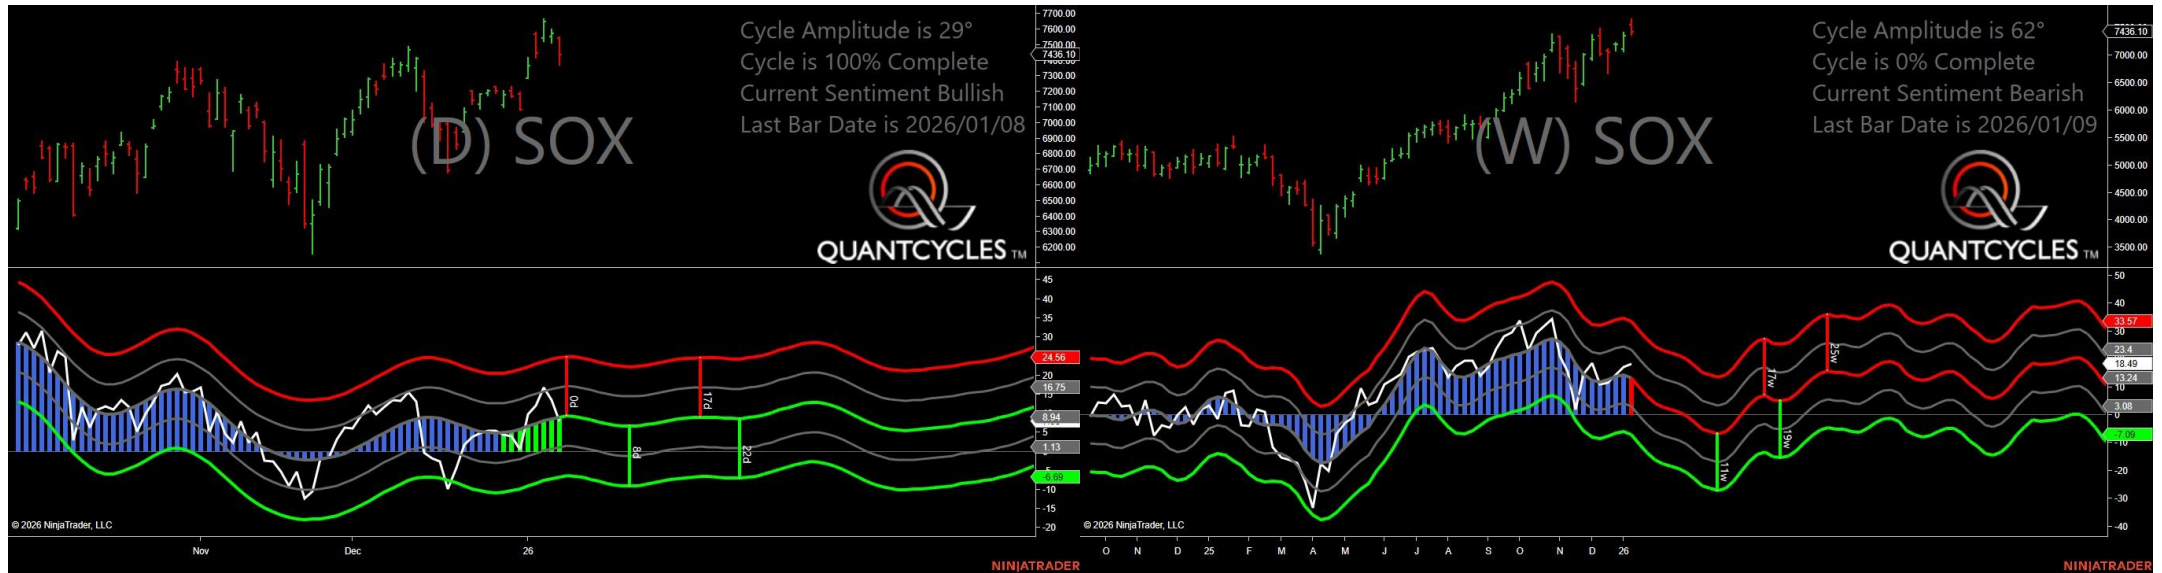 Cycle Amplitude is 29°
Cycle is 100% Complete
Current Sentiment Bullish
Last Bar Date is 2026/01/08
(D) SOX
QUANTCYCLES TM
7700.00
7600.00
7500.00
7436.10
7300.00
7200.00
7100.00
7000.00
6900.00
6800.00
6700.00
6600.00
6500.00
6400.00
6300.00
6200.00
45
40
35
30
24.56
20
16.75
15
8.94
5
1.13
-6.69
-10
-15
-20
0d
8d
17d
22d
© 2026 NinjaTrader, LLC
Nov
Dec
26
NINJATRADER
Cycle Amplitude is 62°
Cycle is 0% Complete
Current Sentiment Bearish
Last Bar Date is 2026/01/09
(W) SOX
QUANTCYCLES TM
7436.10
7000.00
6500.00
6000.00
5500.00
5000.00
4500.00
4000.00
3500.00
50
40
33.57
30
23.4
18.49
13.24
10
3.08
0
-7.09
-10
-20
-30
-40
11w
17w
19w
25w
© 2026 NinjaTrader, LLC
O N D 25 F M A M J J A S O N D 26
NINJATRADER